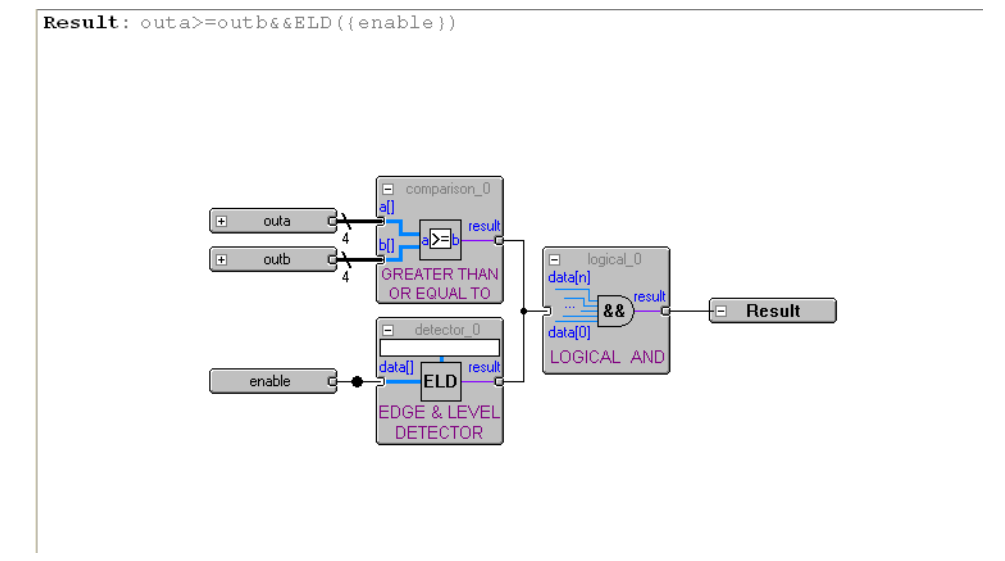 Result: outa>=outb&&ELD({enable})
comparison_0
a[]
outa
4
result
a>=b
b[]
outb
4
GREATER THAN
OR EQUAL TO
logical_0
data[n]
...
&&
result
Result
data[0]
LOGICAL AND
detector_0
data[]
result
enable
ELD
EDGE & LEVEL
DETECTOR